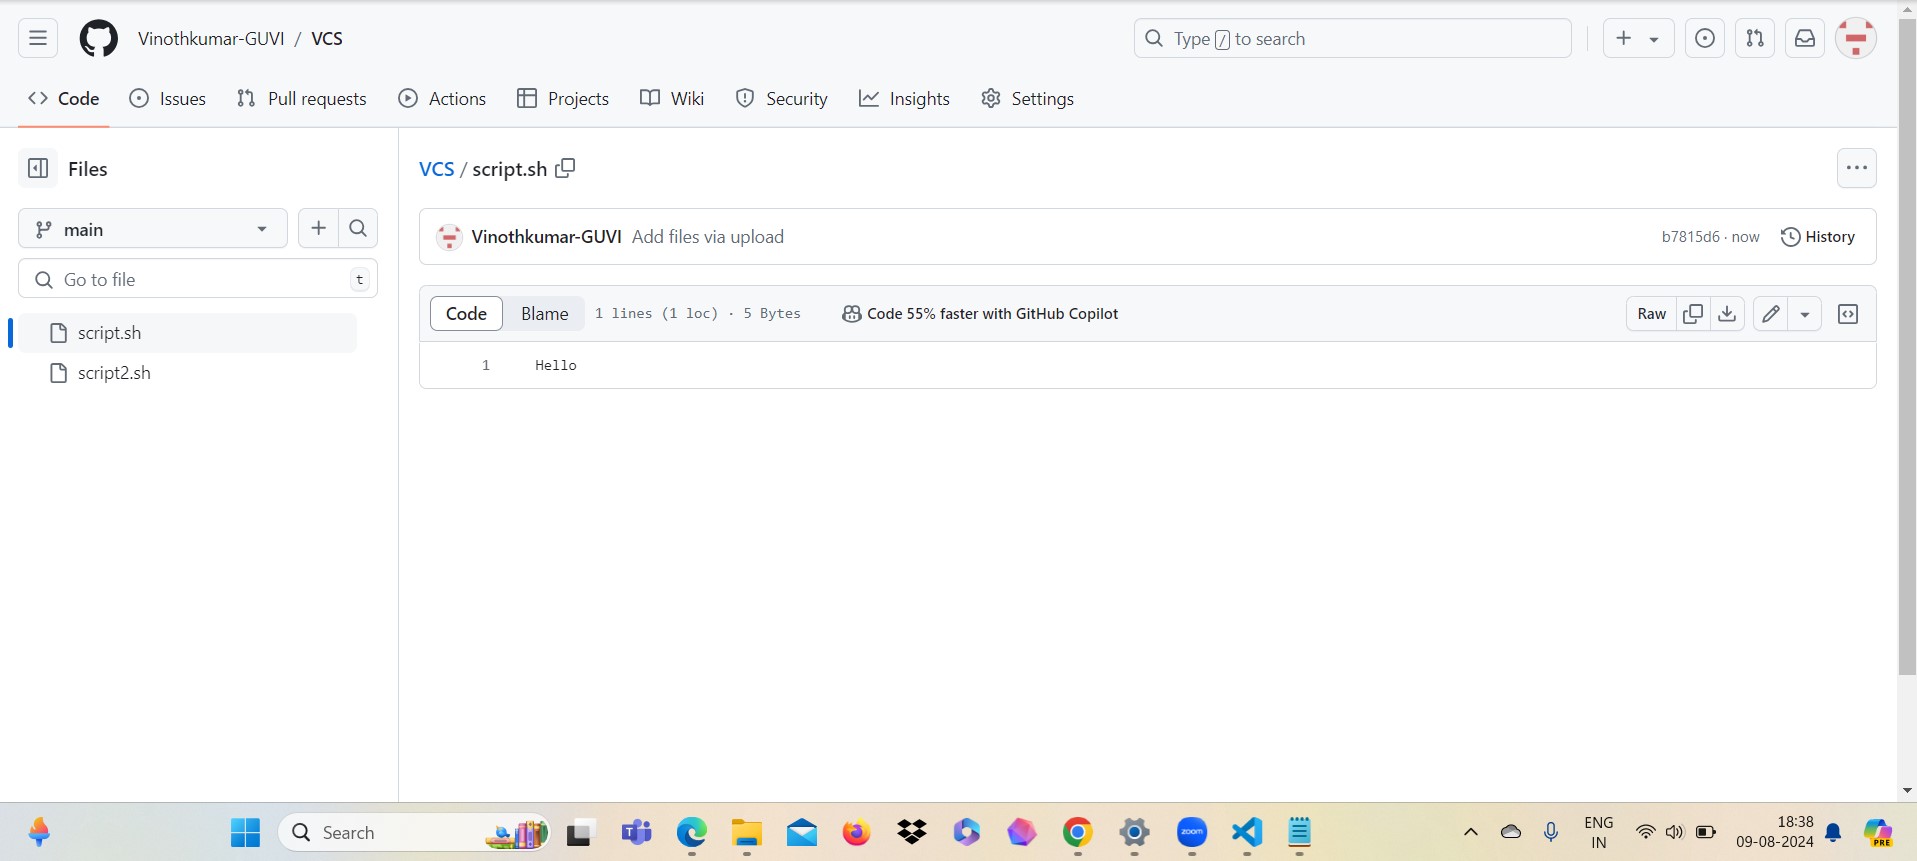 Vinothkumar-GUVI / VCS
Type / to search
Code
Issues
Pull requests
Actions
Projects
Wiki
Security
Insights
Settings
Files
main
Go to file
t
script.sh
script2.sh
VCS / script.sh
Vinothkumar-GUVI Add files via upload
b7815d6 · now
History
Code
Blame
1 lines (1 loc) · 5 Bytes
Code 55% faster with GitHub Copilot
Raw
1
Hello
Search
zoom
ENG
IN
18:38
09-08-2024
PRE